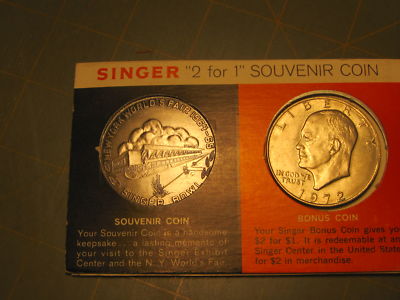 SINGER "2 for 1" SOUVENIR COIN
NEW YORK WORLD'S FAIR 1964-65
SINGER BOWL
LIBERTY
IN GOD WE
TRUST
1972
SOUVENIR COIN
Your Souvenir Coin is a handsome
keepsake.. a lasting memento of
your visit to the Singer Exhibit
Center and the N.Y. World's Fair.
BONUS COIN
Your Singer Bonus Coin gives yo
$2 for $1. It is redeemable at an
Singer Center in the United State
for $2 in merchandise.